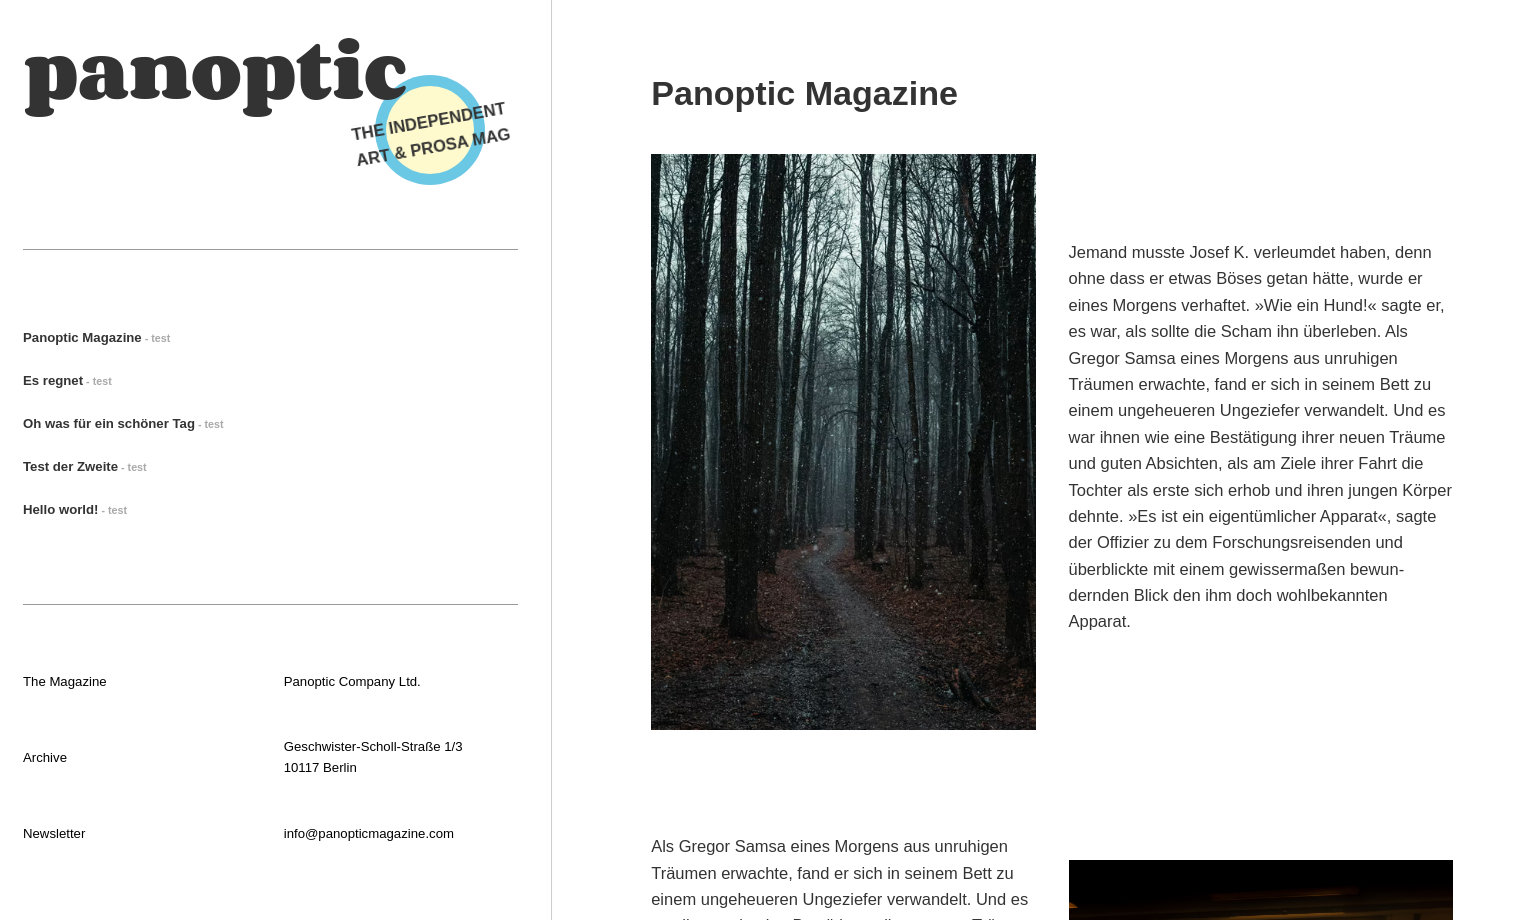 panoptic
THE INDEPENDENT
ART & PROSA MAG
Panoptic Magazine - test
Es regnet - test
Oh was für ein schöner Tag - test
Test der Zweite - test
Hello world! - test
The Magazine
Panoptic Company Ltd.
Archive
Geschwister-Scholl-Straße 1/3
10117 Berlin
Newsletter
info@panopticmagazine.com
Panoptic Magazine
Jemand musste Josef K. verleumdet haben, denn
ohne dass er etwas Böses getan hätte, wurde er
eines Morgens verhaftet. »Wie ein Hund!« sagte er,
es war, als sollte die Scham ihn überleben. Als
Gregor Samsa eines Morgens aus unruhigen
Träumen erwachte, fand er sich in seinem Bett zu
einem ungeheueren Ungeziefer verwandelt. Und es
war ihnen wie eine Bestätigung ihrer neuen Träume
und guten Absichten, als am Ziele ihrer Fahrt die
Tochter als erste sich erhob und ihren jungen Körper
dehnte. »Es ist ein eigentümlicher Apparat«, sagte
der Offizier zu dem Forschungsreisenden und
überblickte mit einem gewissermaßen bewun-
dernden Blick den ihm doch wohlbekannten
Apparat.
Als Gregor Samsa eines Morgens aus unruhigen
Träumen erwachte, fand er sich in seinem Bett zu
einem ungeheueren Ungeziefer verwandelt. Und es